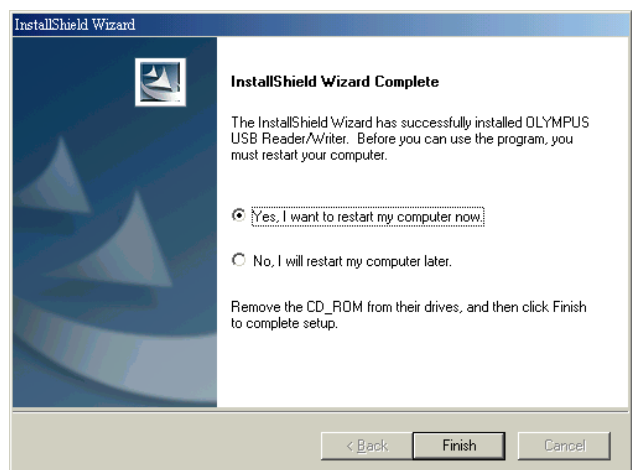 InstallShield Wizard
InstallShield Wizard Complete
The InstallShield Wizard has successfully installed OLYMPUS
USB Reader/Writer. Before you can use the program, you
must restart your computer.
Yes, I want to restart my computer now.
No, I will restart my computer later.
Remove the CD_ROM from their drives, and then click Finish
to complete setup.
< Back
Finish
Cancel